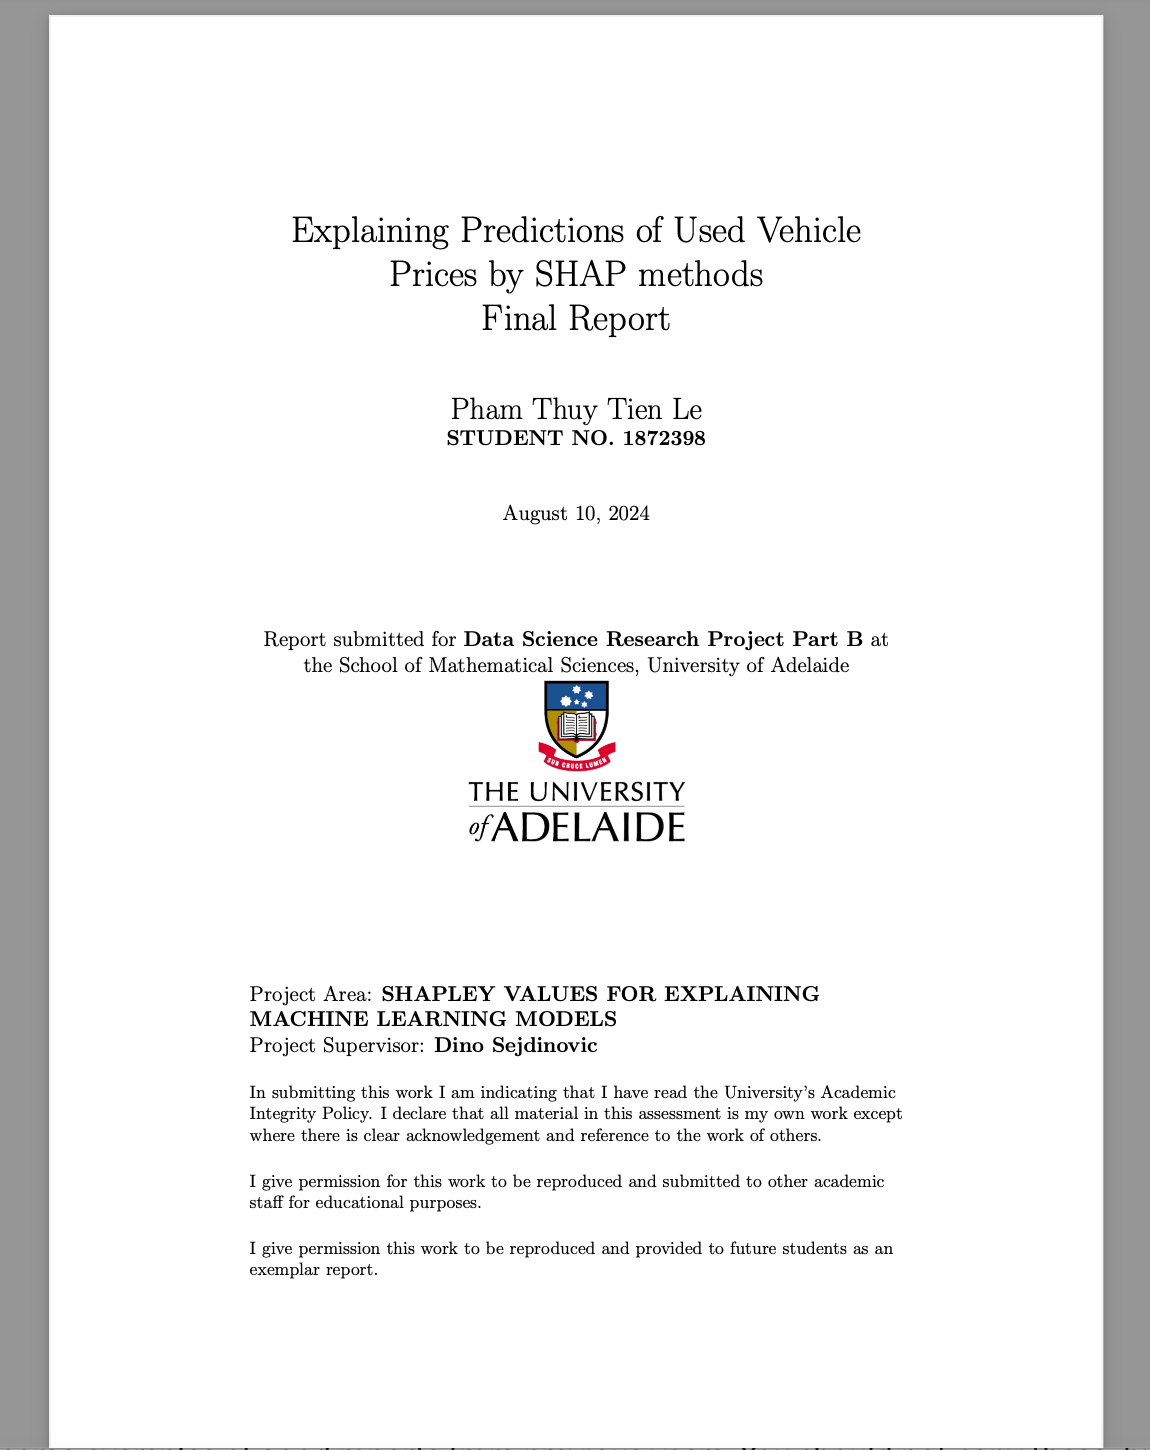 Explaining Predictions of Used Vehicle
Prices by SHAP methods
Final Report
Pham Thuy Tien Le
STUDENT NO. 1872398
August 10, 2024
Report submitted for Data Science Research Project Part B at
the School of Mathematical Sciences, University of Adelaide
SUB CRUCE LUMEN
THE UNIVERSITY
of ADELAIDE
Project Area: SHAPLEY VALUES FOR EXPLAINING
MACHINE LEARNING MODELS
Project Supervisor: Dino Sejdinovic
In submitting this work I am indicating that I have read the University's Academic
Integrity Policy. I declare that all material in this assessment is my own work except
where there is clear acknowledgement and reference to the work of others.
I give permission for this work to be reproduced and submitted to other academic
staff for educational purposes.
I give permission this work to be reproduced and provided to future students as an
exemplar report.